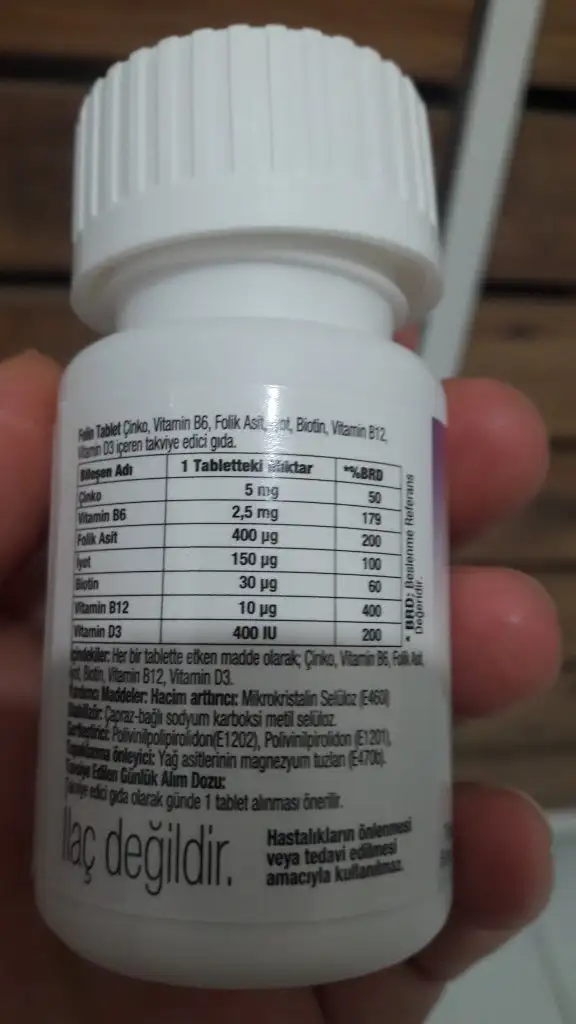 Folin Tablet Çinko, Vitamin B6, Folik Asit, İyot, Biotin, Vitamin B12,
Vitamin D3 içeren takviye edici gıda.
Bileşen Adı 1 Tabletteki Miktar *%BRD
Çinko 5 mg 50
Vitamin B6 2,5 mg 179
Folik Asit 400 µg 200
İyot 150 µg 100
Biotin 30 µg 60
Vitamin B12 10 µg 400
Vitamin D3 400 IU 200
* BRD: Beslenme Referans
Değeridir.
İçindekiler: Her bir tablette etken madde olarak; Çinko, Vitamin B6, Folik Asit,
İyot, Biotin, Vitamin B12, Vitamin D3.
Yardımcı Maddeler: Hacim arttırıcı: Mikrokristalin Selüloz (E460)
Stabilizör: Çapraz-bağlı sodyum karboksi metil selüloz.
Sertleştirici: Polivinilpolipirolidon(E1202), Polivinilpirolidon (E1201),
Topaklanma önleyici: Yağ asitlerinin magnezyum tuzları (E470b).
Tavsiye Edilen Günlük Alım Dozu:
Takviye edici gıda olarak günde 1 tablet alınması önerilir.
İlaç değildir.
Hastalıkların önlenmesi
veya tedavi edilmesi
amacıyla kullanılmaz.